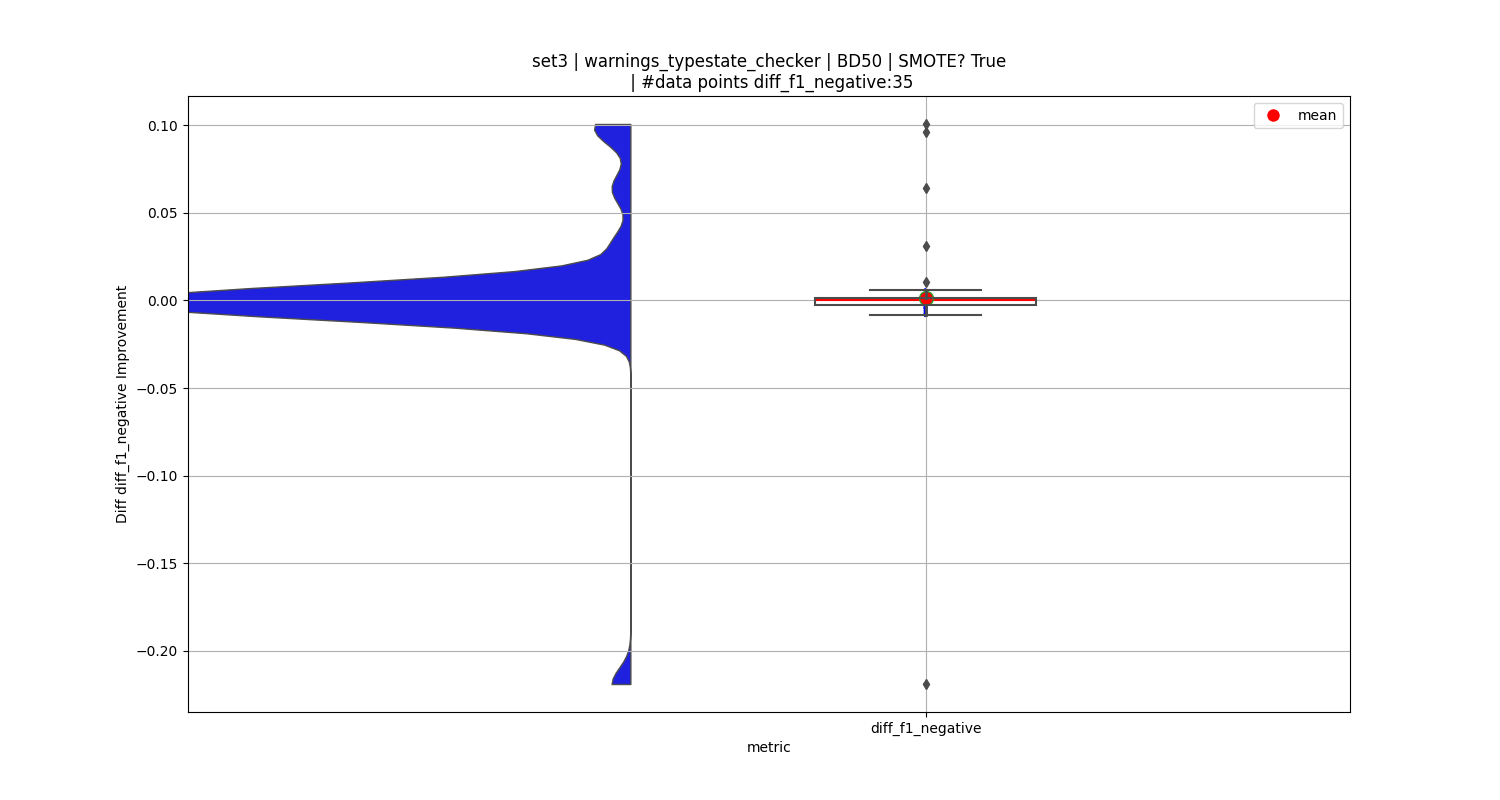 set3 | warnings_typestate_checker | BD50 | SMOTE? True
| #data points diff_f1_negative:35
mean
0.10
0.05
0.00
−0.05
−0.10
−0.15
−0.20
Diff diff_f1_negative Improvement
diff_f1_negative
metric